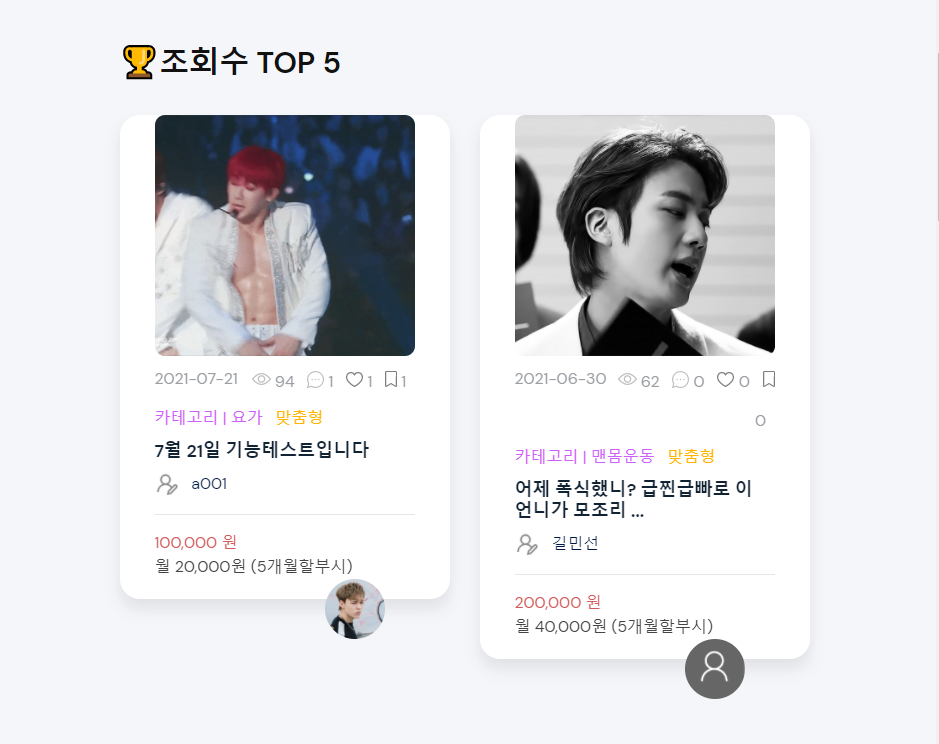 조회수 TOP 5
2021-07-21 94 1 1 1
카테고리 | 요가 맞춤형
7월 21일 기능테스트입니다
a001
100,000 원
월 20,000원 (5개월할부시)
2021-06-30 62 0 0
0
카테고리 | 맨몸운동 맞춤형
어제 폭식했니? 급찐급빠로 이
언니가 모조리 ...
길민선
200,000 원
월 40,000원 (5개월할부시)